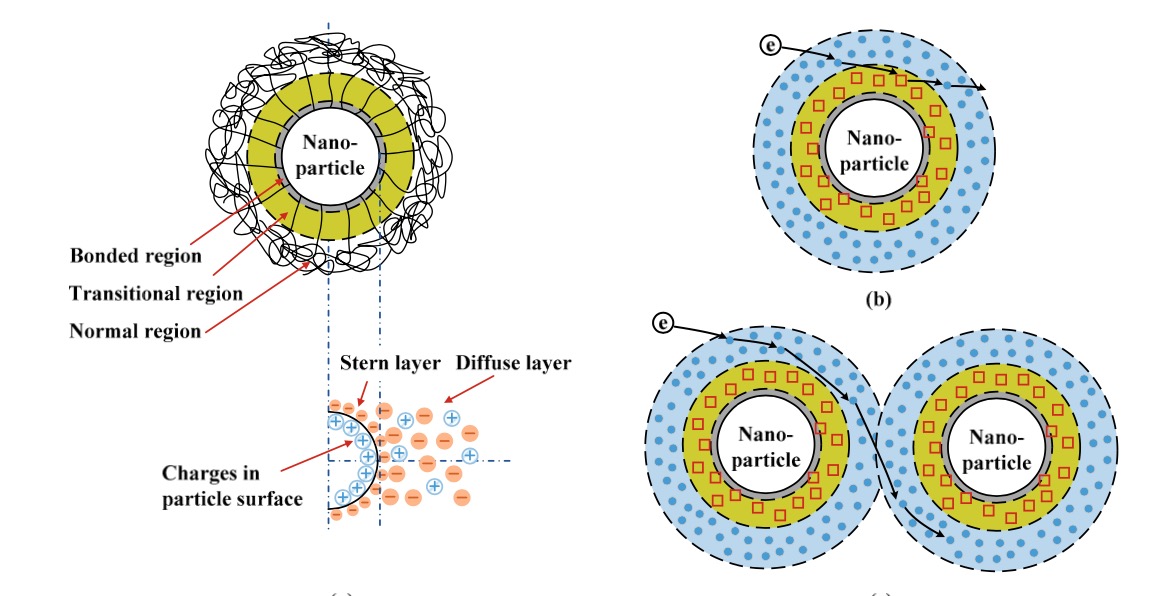 Nano-
particle
Bonded region
Transitional region
Normal region
Stern layer
Diffuse layer
Charges in
particle surface
e
Nano-
particle
(b)
e
Nano-
particle
Nano-
particle